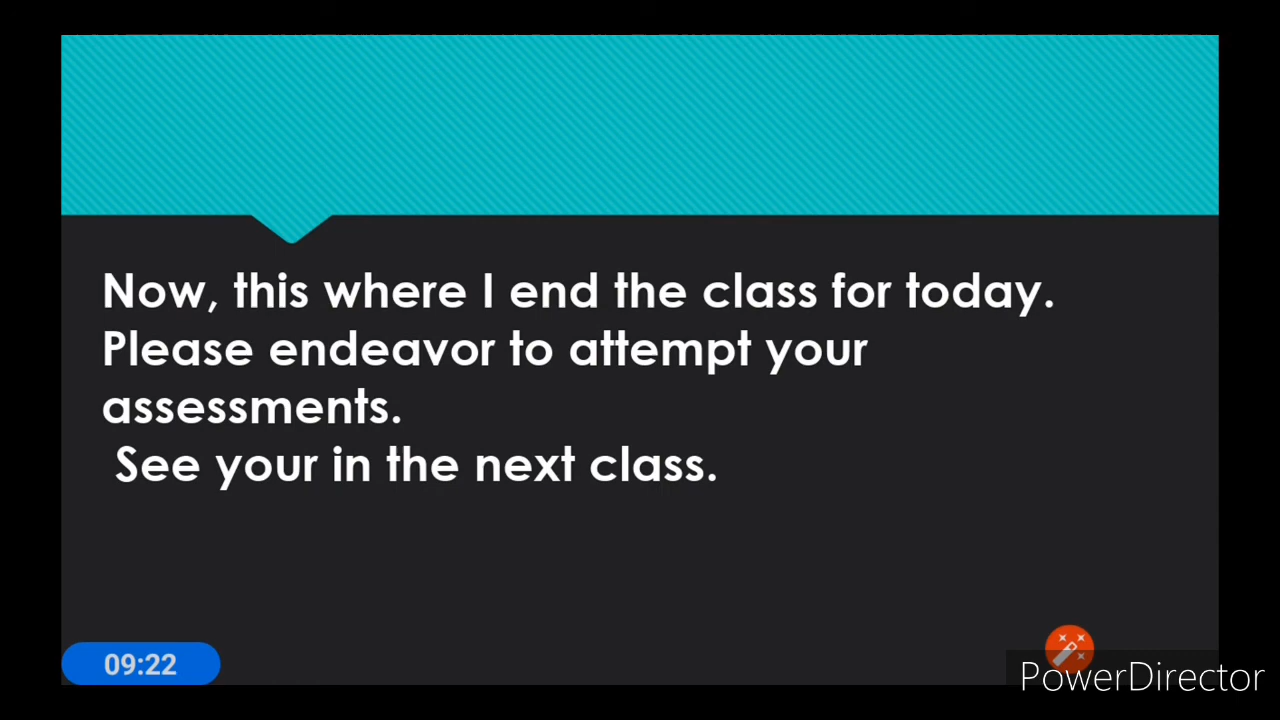 Now, this where I end the class for today.
Please endeavor to attempt your
assessments.
See your in the next class.
09:22
PowerDirector